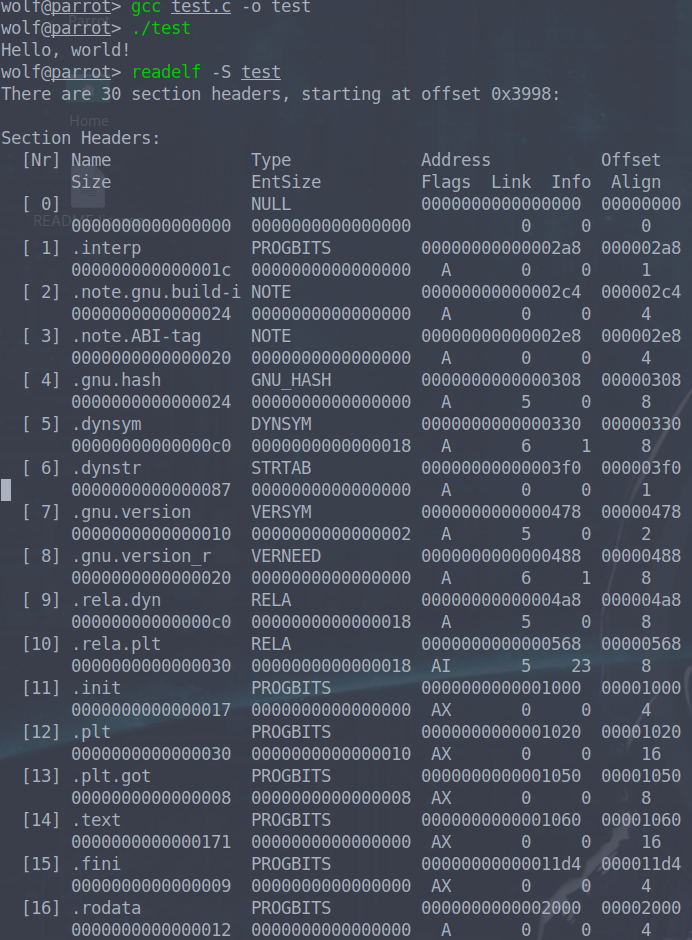 wolf@parrot> gcc test.c -o test
wolf@parrot> ./test
Hello, world!
wolf@parrot> readelf -S test
There are 30 section headers, starting at offset 0x3998:
Home
Section Headers:
  [Nr] Name              Type             Address           Offset
       Size              EntSize          Flags  Link  Info  Align
  [ 0]                   NULL             0000000000000000  00000000
README
       0000000000000000  0000000000000000           0     0     0
  [ 1] .interp           PROGBITS         00000000000002a8  000002a8
       000000000000001c  0000000000000000   A       0     0     1
  [ 2] .note.gnu.build-i NOTE             00000000000002c4  000002c4
       0000000000000024  0000000000000000   A       0     0     4
  [ 3] .note.ABI-tag     NOTE             00000000000002e8  000002e8
       0000000000000020  0000000000000000   A       0     0     4
  [ 4] .gnu.hash         GNU_HASH         0000000000000308  00000308
       0000000000000024  0000000000000000   A       5     0     8
  [ 5] .dynsym           DYNSYM           0000000000000330  00000330
       00000000000000c0  0000000000000018   A       6     1     8
  [ 6] .dynstr           STRTAB           00000000000003f0  000003f0
       0000000000000087  0000000000000000   A       0     0     1
  [ 7] .gnu.version      VERSYM           0000000000000478  00000478
       0000000000000010  0000000000000002   A       5     0     2
  [ 8] .gnu.version_r    VERNEED          0000000000000488  00000488
       0000000000000020  0000000000000000   A       6     1     8
  [ 9] .rela.dyn         RELA             00000000000004a8  000004a8
       00000000000000c0  0000000000000018   A       5     0     8
  [10] .rela.plt         RELA             0000000000000568  00000568
       0000000000000030  0000000000000018  AI       5    23     8
  [11] .init             PROGBITS         0000000000001000  00001000
       0000000000000017  0000000000000000  AX       0     0     4
  [12] .plt              PROGBITS         0000000000001020  00001020
       0000000000000030  0000000000000010  AX       0     0     16
  [13] .plt.got          PROGBITS         0000000000001050  00001050
       0000000000000008  0000000000000008  AX       0     0     8
  [14] .text             PROGBITS         0000000000001060  00001060
       0000000000000171  0000000000000000  AX       0     0     16
  [15] .fini             PROGBITS         00000000000011d4  000011d4
       0000000000000009  0000000000000000  AX       0     0     4
  [16] .rodata           PROGBITS         0000000000002000  00002000
       0000000000000012  0000000000000000   A       0     0     4